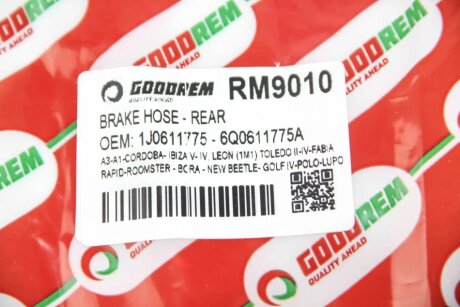 GOODREM
QUALITY AHEAD
GOODREM RM9010
QUALITY AHEAD
BRAKE HOSE - REAR
OEM: 1J0611775 - 6Q0611775A
A3-A1-CORDOBA- IBIZA V- IV, LEON (1M1) TOLEDO II-IV-FABIA
RAPID-ROOMSTER - BORA - NEW BEETLE- GOLF IV-POLO-LUPO
GOODREM
QUALITY AHEAD